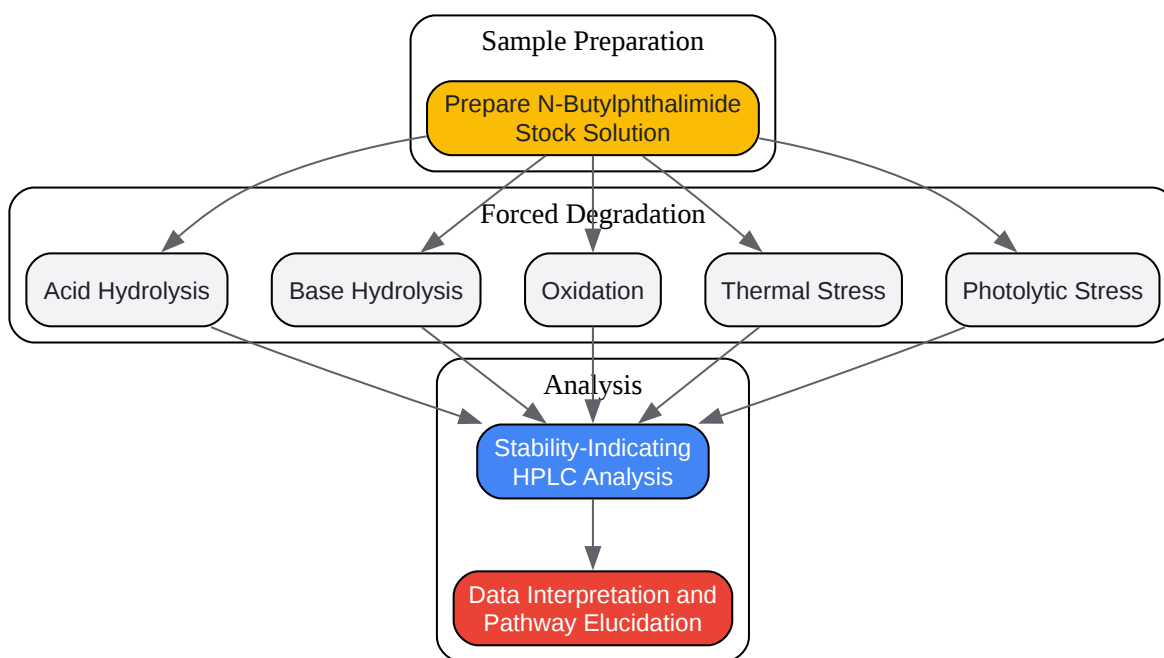 Sample Preparation
Prepare N-Butylphthalimide
Stock Solution
Forced Degradation
Acid Hydrolysis
Base Hydrolysis
Oxidation
Thermal Stress
Photolytic Stress
Analysis
Stability-Indicating
HPLC Analysis
Data Interpretation and
Pathway Elucidation